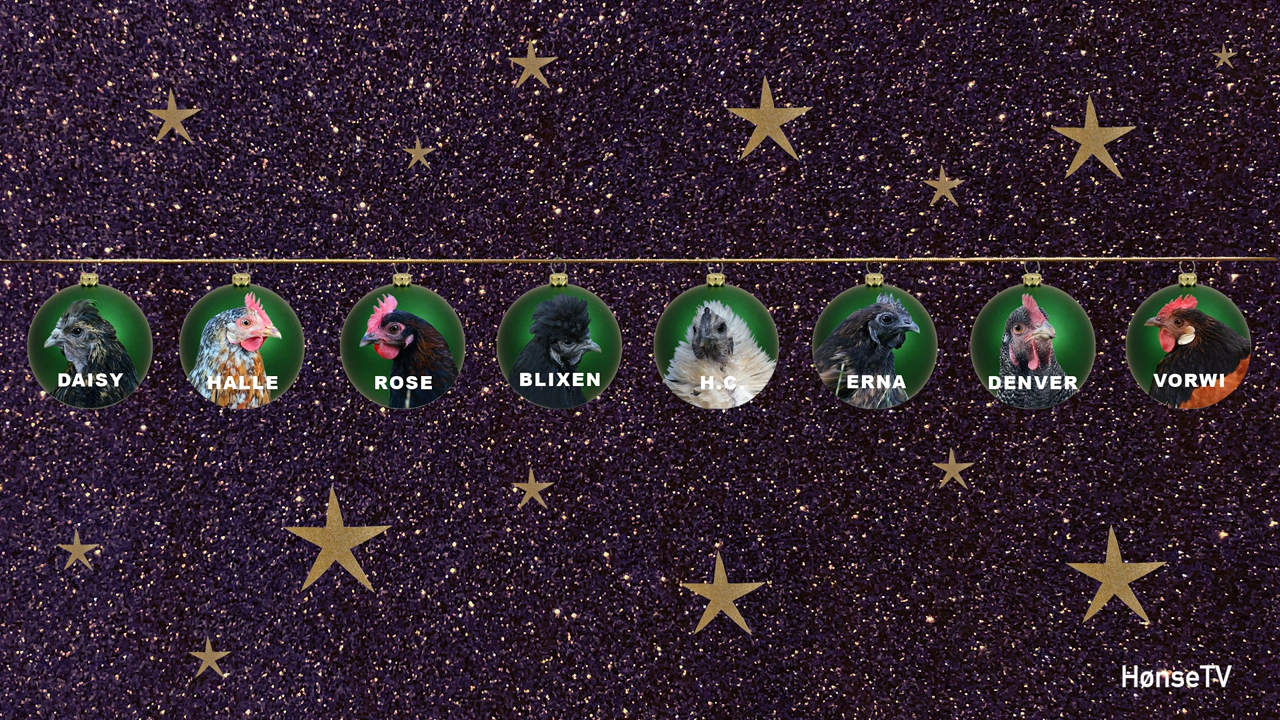 DAISY
HALLE
ROSE
BLIXEN
H.C.
ERNA
DENVER
VORWI
HønseTV